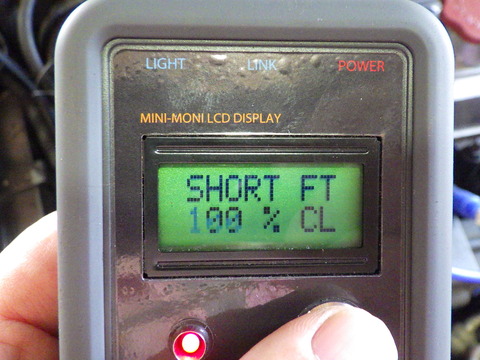 LIGHT LINK POWER
MINI-MONI LCD DISPLAY
SHORT FT
100 % CL